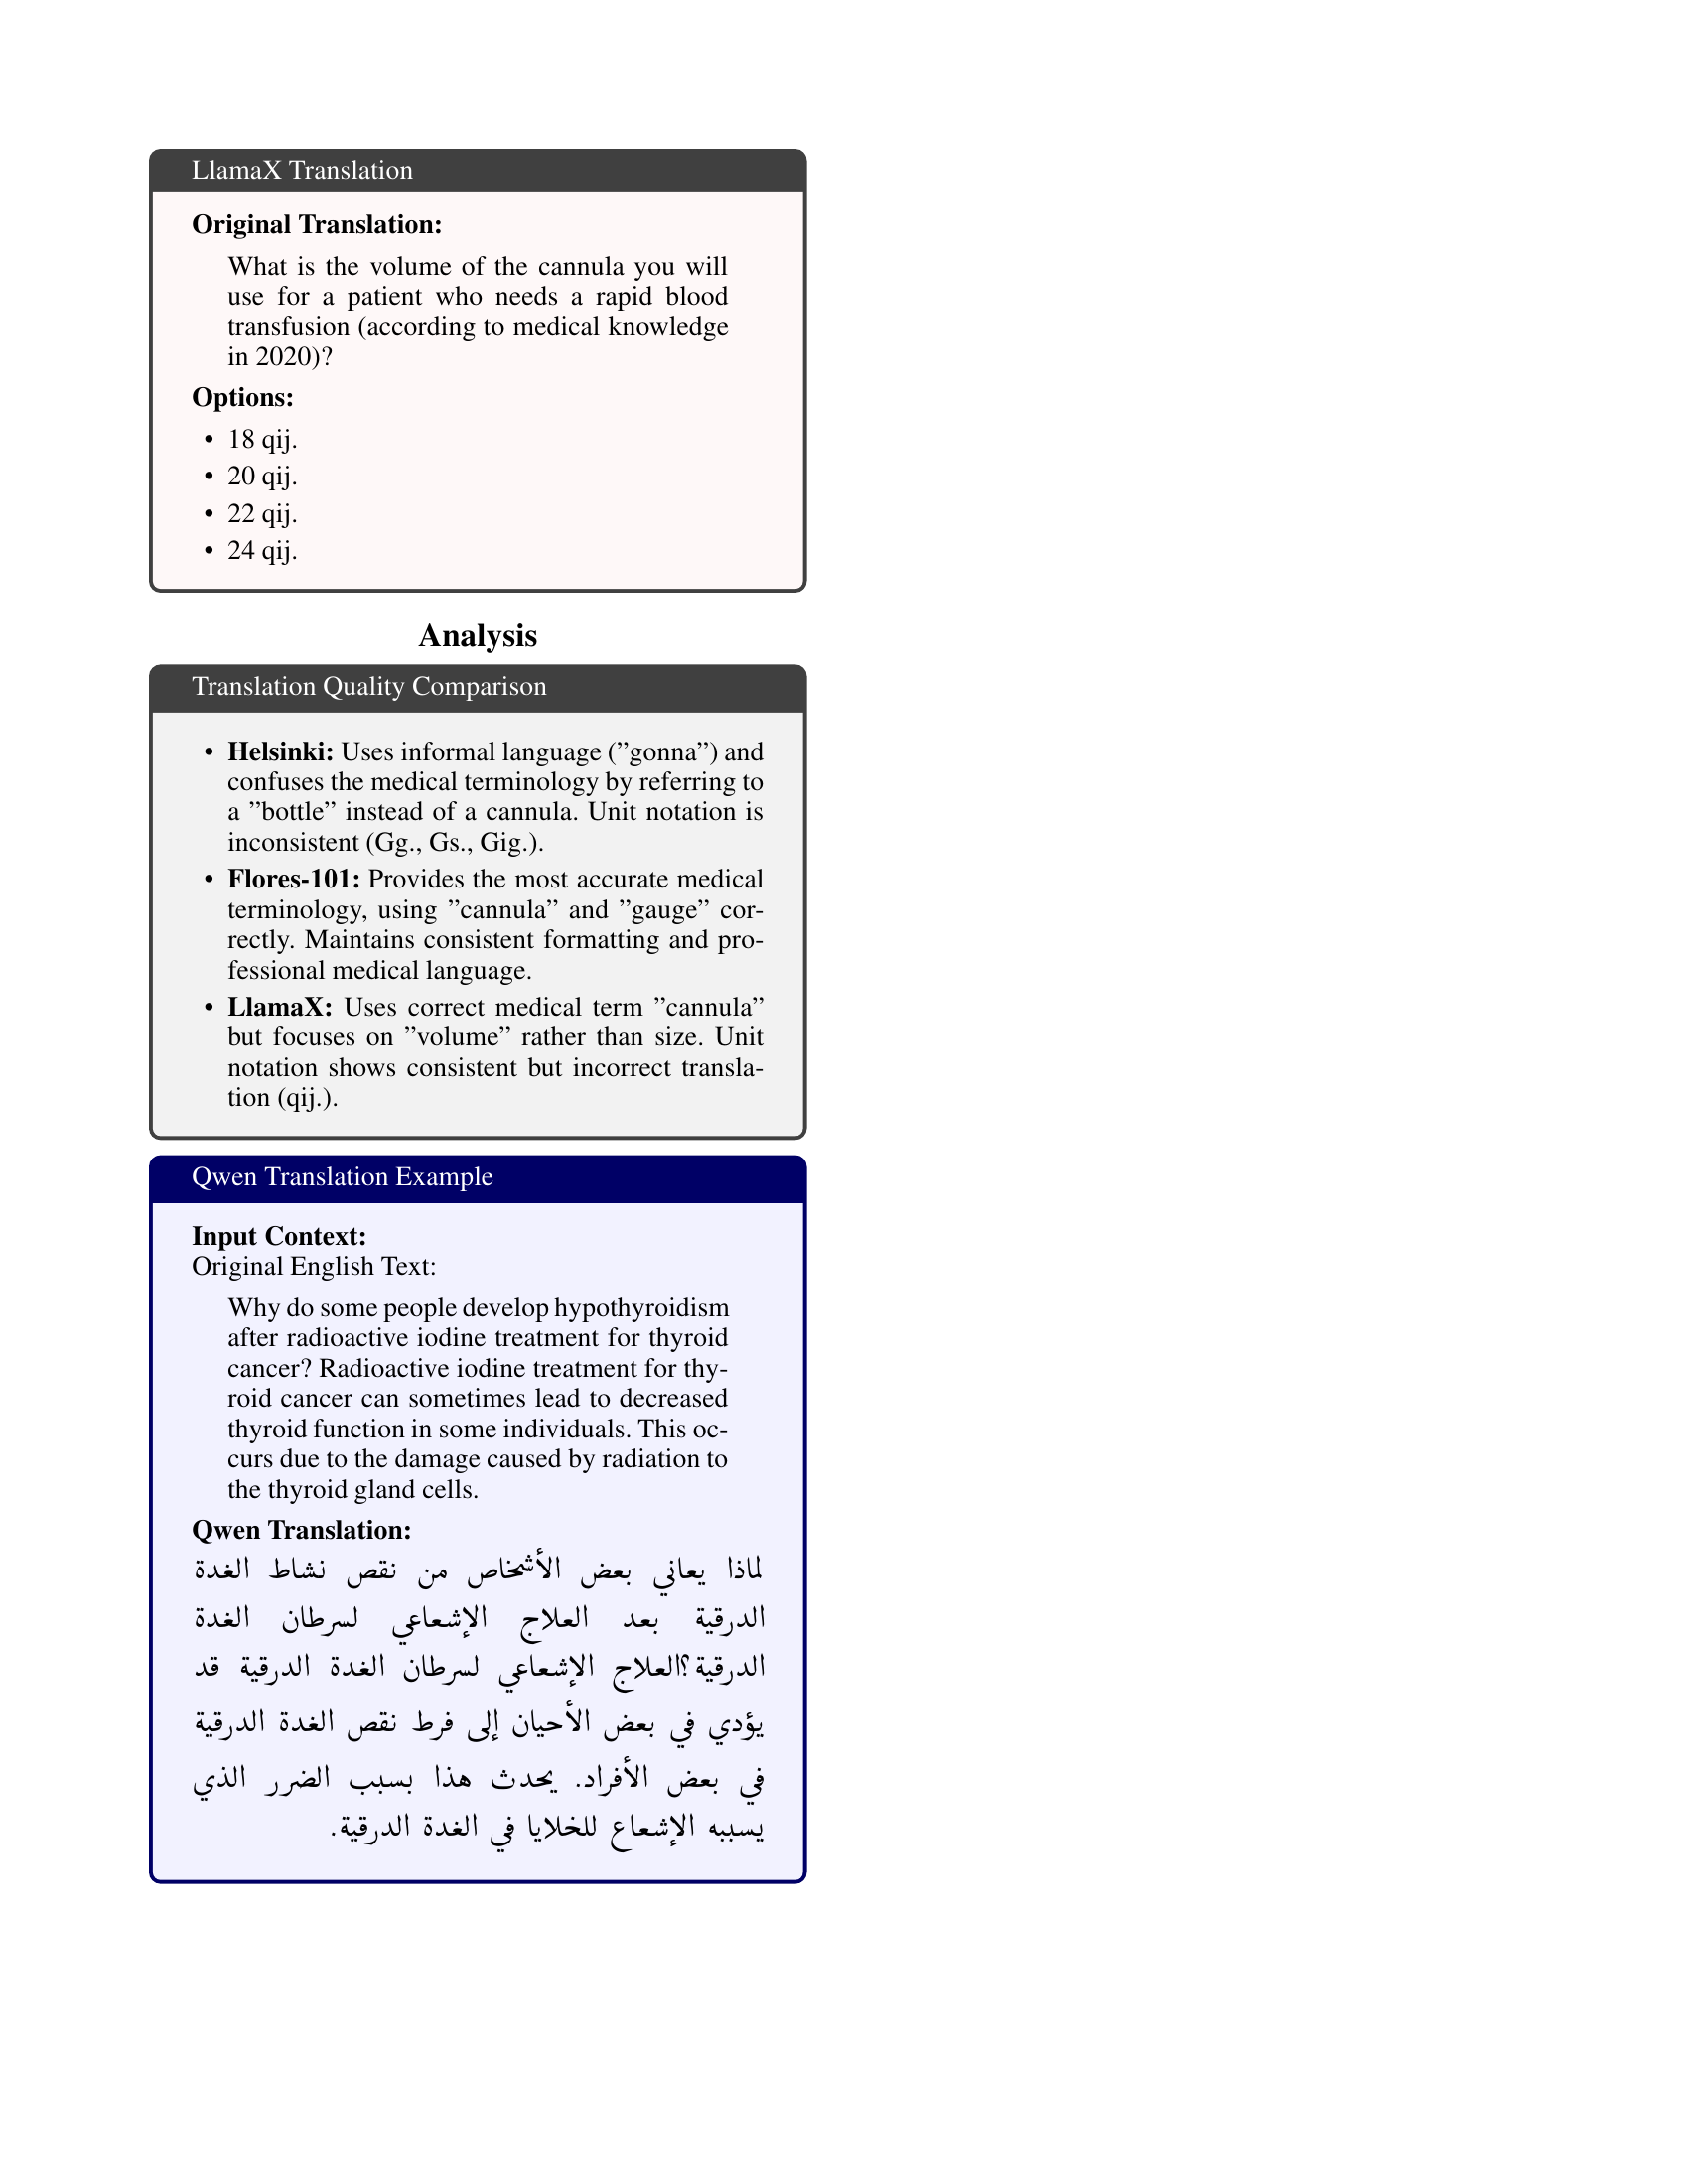 LlamaX Translation
Original Translation:
What is the volume of the cannula you will
use for a patient who needs a rapid blood
transfusion (according to medical knowledge
in 2020)?
Options:
• 18 qij.
• 20 qij.
• 22 qij.
• 24 qij.
Analysis
Translation Quality Comparison
• Helsinki: Uses informal language (”gonna”) and
confuses the medical terminology by referring to
a ”bottle” instead of a cannula. Unit notation is
inconsistent (Gg., Gs., Gig.).
• Flores-101: Provides the most accurate medical
terminology, using ”cannula” and ”gauge” cor-
rectly. Maintains consistent formatting and pro-
fessional medical language.
• LlamaX: Uses correct medical term ”cannula”
but focuses on ”volume” rather than size. Unit
notation shows consistent but incorrect transla-
tion (qij.).
Qwen Translation Example
Input Context:
Original English Text:
Why do some people develop hypothyroidism
after radioactive iodine treatment for thyroid
cancer? Radioactive iodine treatment for thy-
roid cancer can sometimes lead to decreased
thyroid function in some individuals. This oc-
curs due to the damage caused by radiation to
the thyroid gland cells.
Qwen Translation:
لماذا يعاني بعض الأشخاص من نقص نشاط الغدة
الدرقية بعد العلاج الإشعاعي لسرطان الغدة
الدرقية؟العلاج الإشعاعي لسرطان الغدة الدرقية قد
يؤدي في بعض الأحيان إلى فرط نقص الغدة الدرقية
في بعض الأفراد. يحدث هذا بسبب الضرر الذي
يسببه الإشعاع للخلايا في الغدة الدرقية.